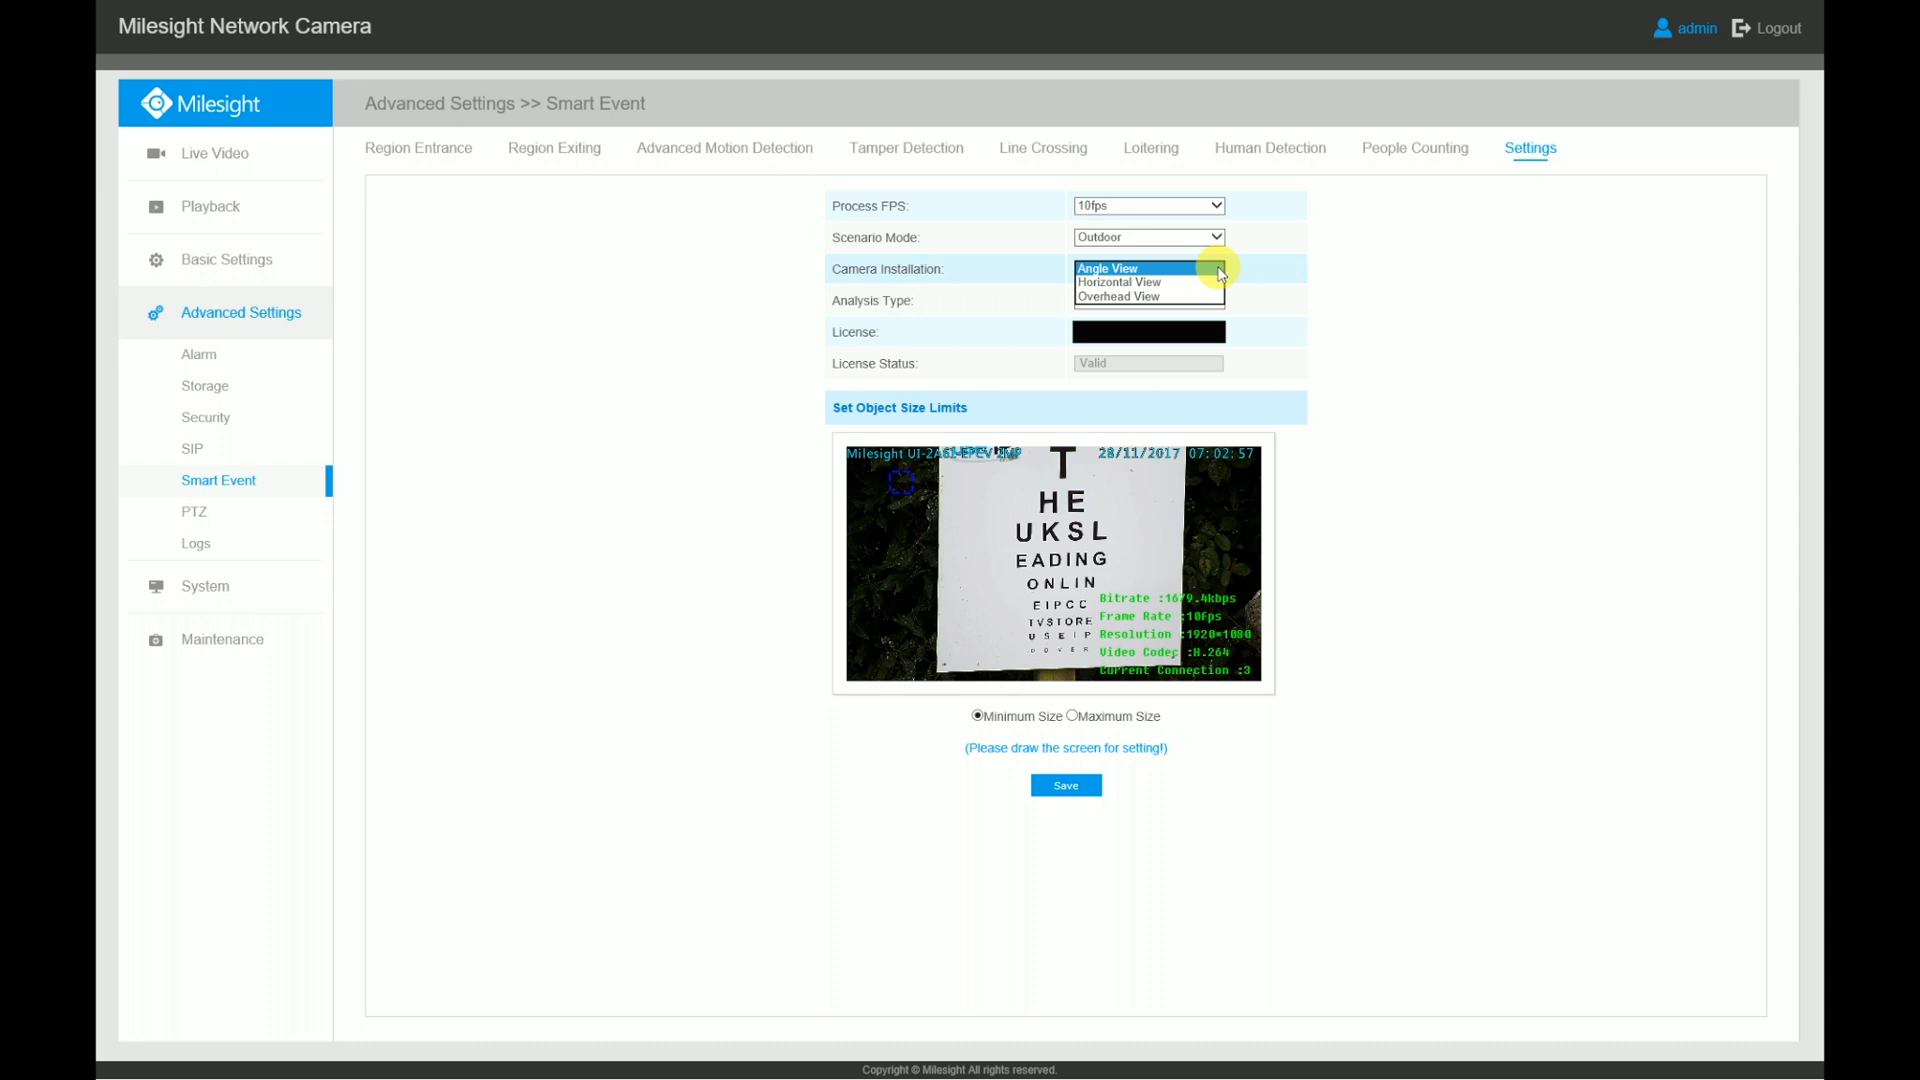 Milesight Network Camera
admin
Logout
Milesight
Advanced Settings >> Smart Event
Live Video
Playback
Basic Settings
Advanced Settings
Alarm
Storage
Security
SIP
Smart Event
PTZ
Logs
System
Maintenance
Region Entrance
Region Exiting
Advanced Motion Detection
Tamper Detection
Line Crossing
Loitering
Human Detection
People Counting
Settings
Process FPS:
10fps
Scenario Mode:
Outdoor
Camera Installation:
Angle View
Horizontal View
Overhead View
Analysis Type:
License:
License Status:
Valid
Set Object Size Limits
Milesight
28/11/2017 07:02:57
T
HE
UKSL
EADING
ONLIN
EIPCC
TVSTORE
USEIP
DOVER
Bitrate :1679.4kbps
Frame Rate :10fps
Resolution :1920*1080
Video Codec :H.264
Current Connection :3
Minimum Size
Maximum Size
(Please draw the screen for setting!)
Save
Copyright © Milesight All rights reserved.